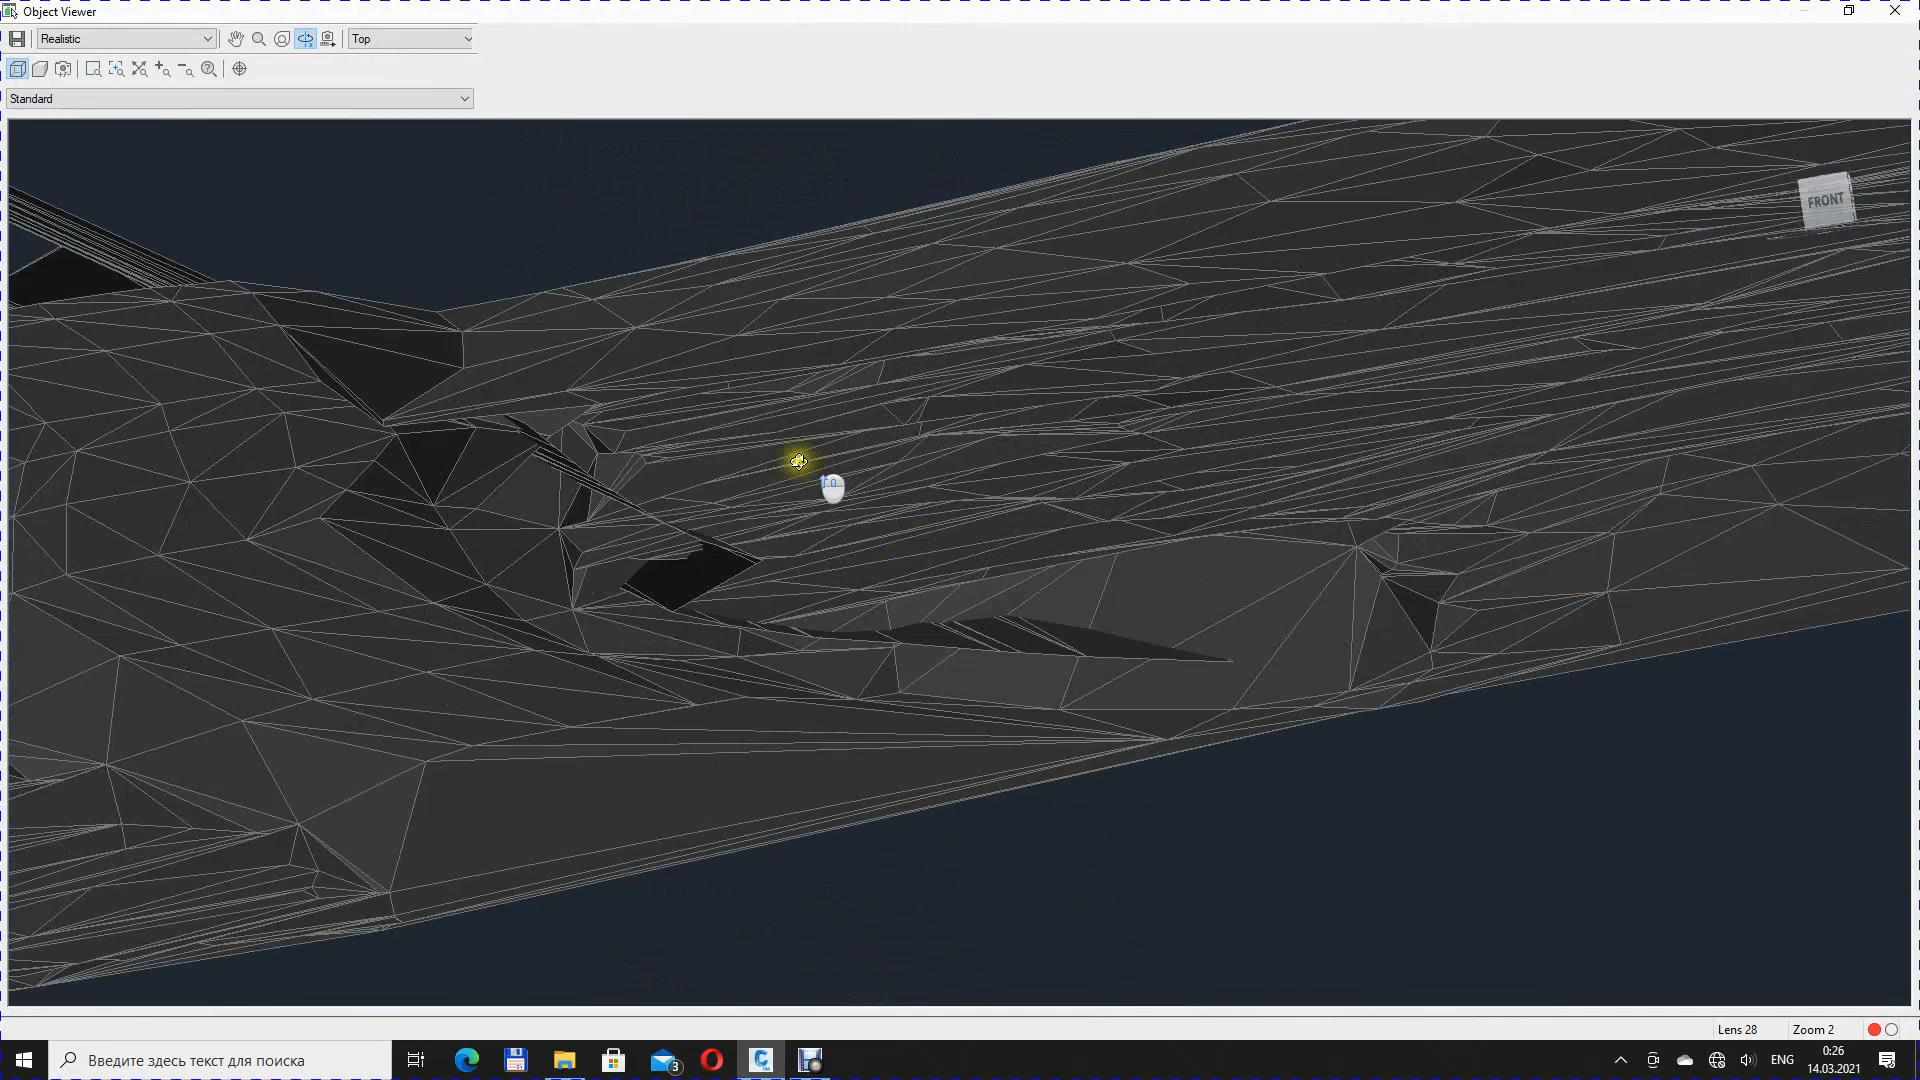 Object Viewer
Realistic
Top
Standard
FRONT
Lens 28
Zoom 2
Введите здесь текст для поиска
3
ENG
0:26
14.03.2021